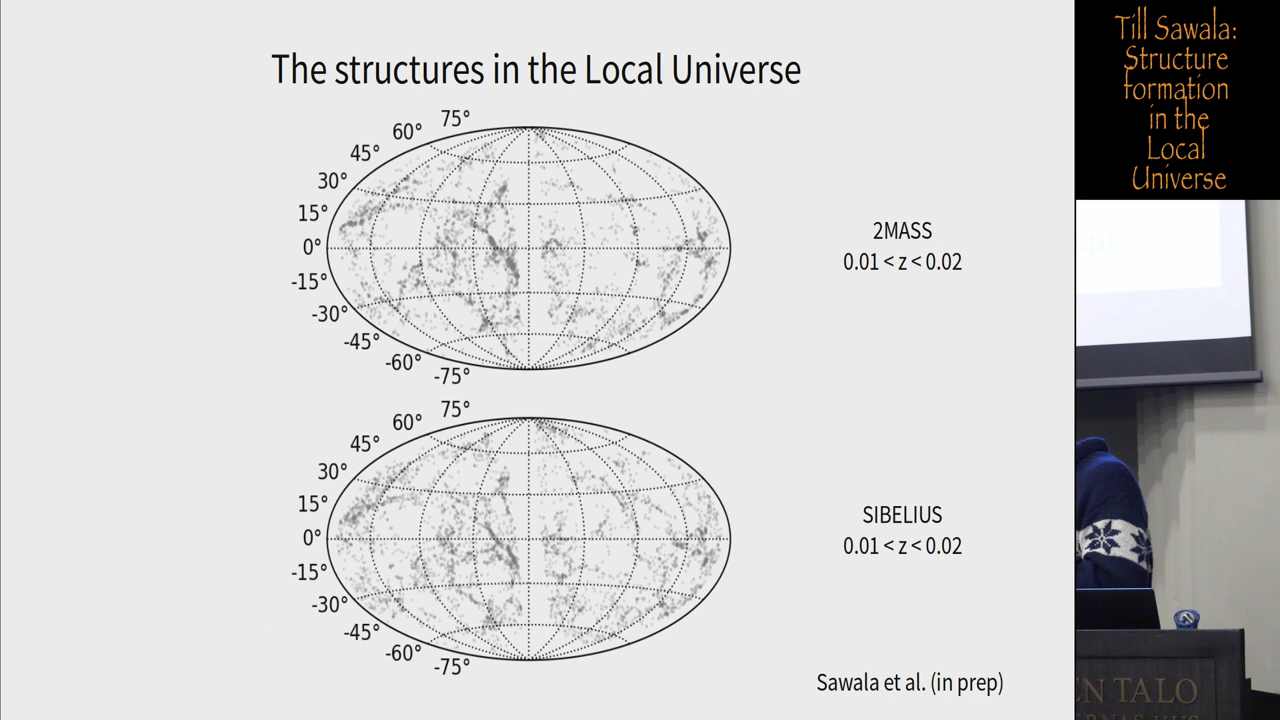 The structures in the Local Universe
75°
60°
45°
30°
15°
0°
-15°
-30°
-45°
-60°
-75°
2MASS
0.01 < z < 0.02
75°
60°
45°
30°
15°
0°
-15°
-30°
-45°
-60°
-75°
SIBELIUS
0.01 < z < 0.02
Sawala et al. (in prep)
Till Sawala:
Structure
formation
in the
Local
Universe
EN TALO